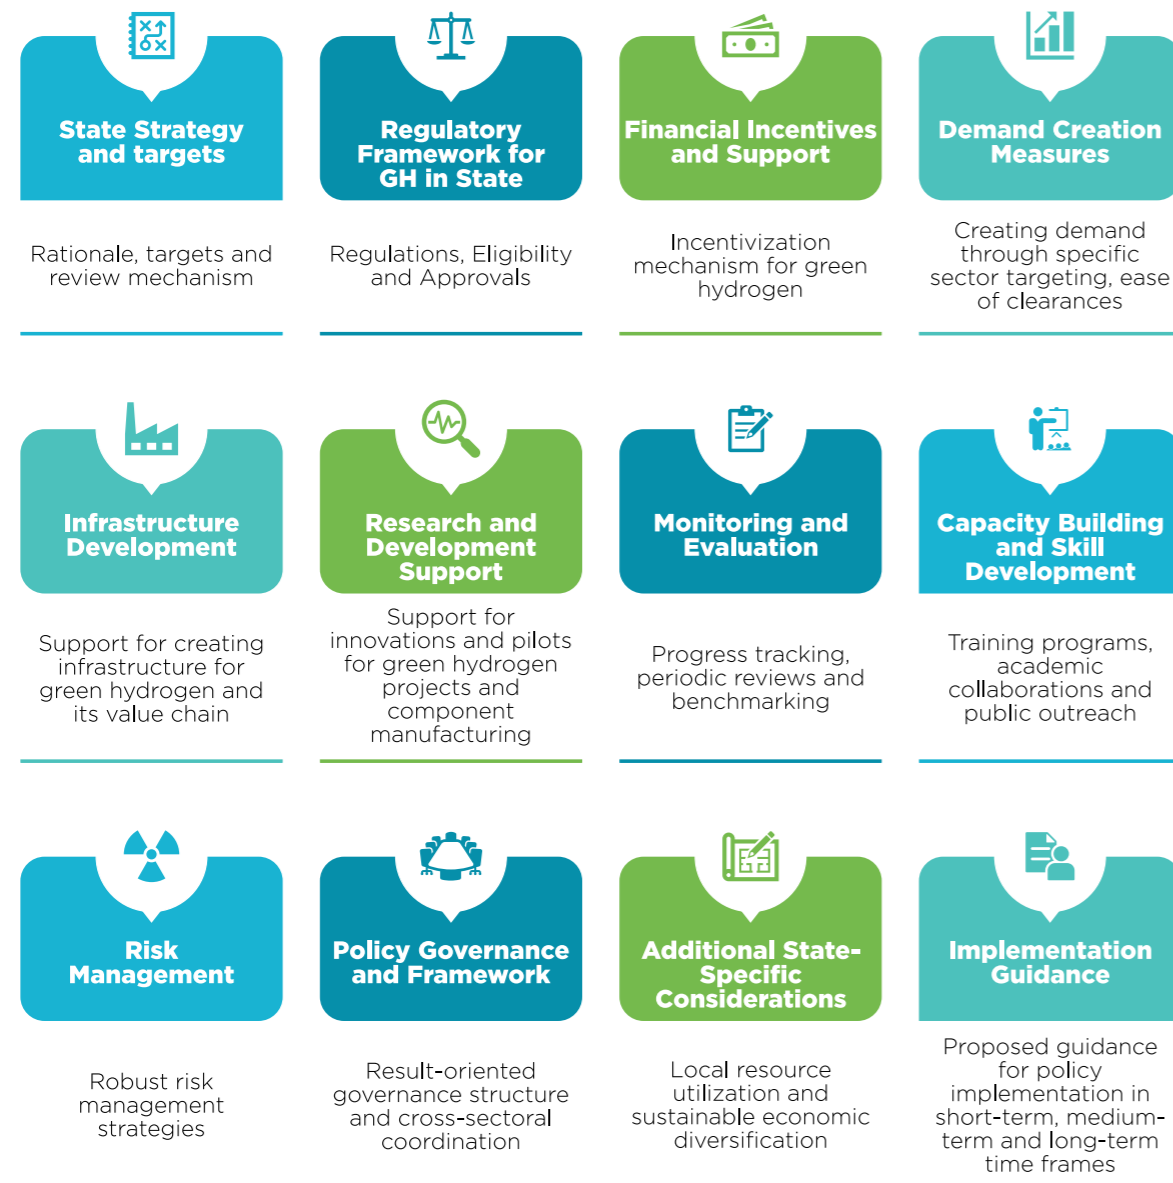 State Strategy
and targets
Rationale, targets and
review mechanism
Regulatory
Framework for
GH in State
Regulations, Eligibility
and Approvals
Financial Incentives
and Support
Incentivization
mechanism for green
hydrogen
Demand Creation
Measures
Creating demand
through specific
sector targeting, ease
of clearances
Infrastructure
Development
Support for creating
infrastructure for
green hydrogen and
its value chain
Research and
Development
Support
Support for
innovations and pilots
for green hydrogen
projects and
component
manufacturing
Monitoring and
Evaluation
Progress tracking,
periodic reviews and
benchmarking
Capacity Building
and Skill
Development
Training programs,
academic
collaborations and
public outreach
Risk
Management
Robust risk
management
strategies
Policy Governance
and Framework
Result-oriented
governance structure
and cross-sectoral
coordination
Additional State-
Specific
Considerations
Local resource
utilization and
sustainable economic
diversification
Implementation
Guidance
Proposed guidance
for policy
implementation in
short-term, medium-
term and long-term
time frames